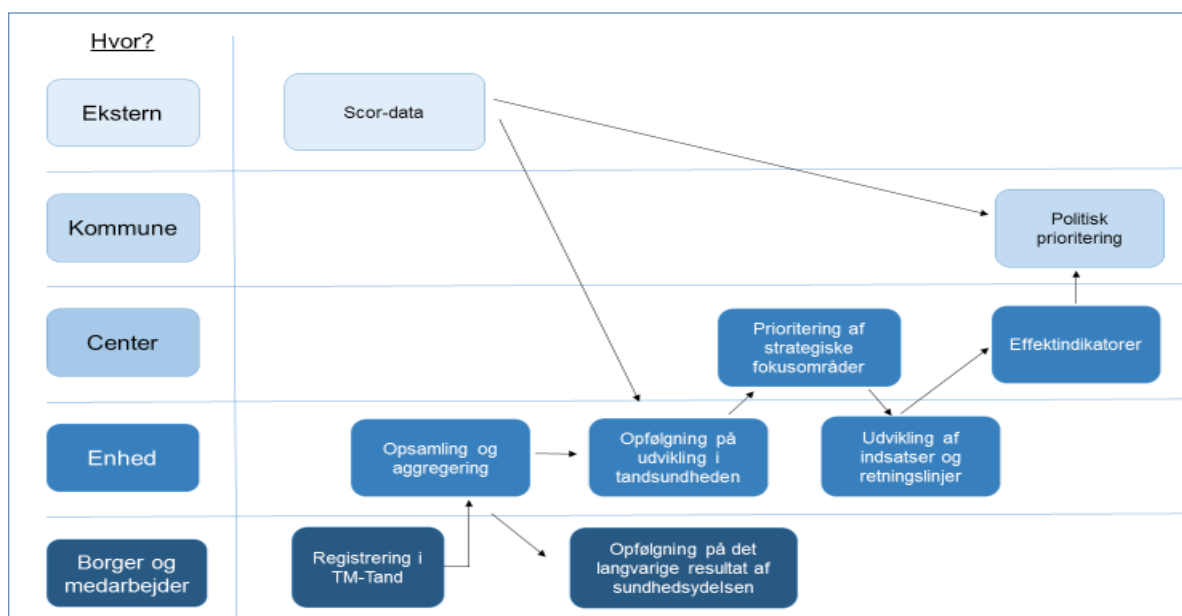 Hvor?
Ekstern
Scor-data
Kommune
Politisk
prioritering
Center
Prioritering af
strategiske
fokusområder
Effektindikatorer
Enhed
Opsamling og
aggregering
Opfølgning på
udvikling i
tandsundheden
Udvikling af
indsatser og
retningslinjer
Borger og
medarbejder
Registrering i
TM-Tand
Opfølgning på det
langvarige resultat af
sundhedsydelsen